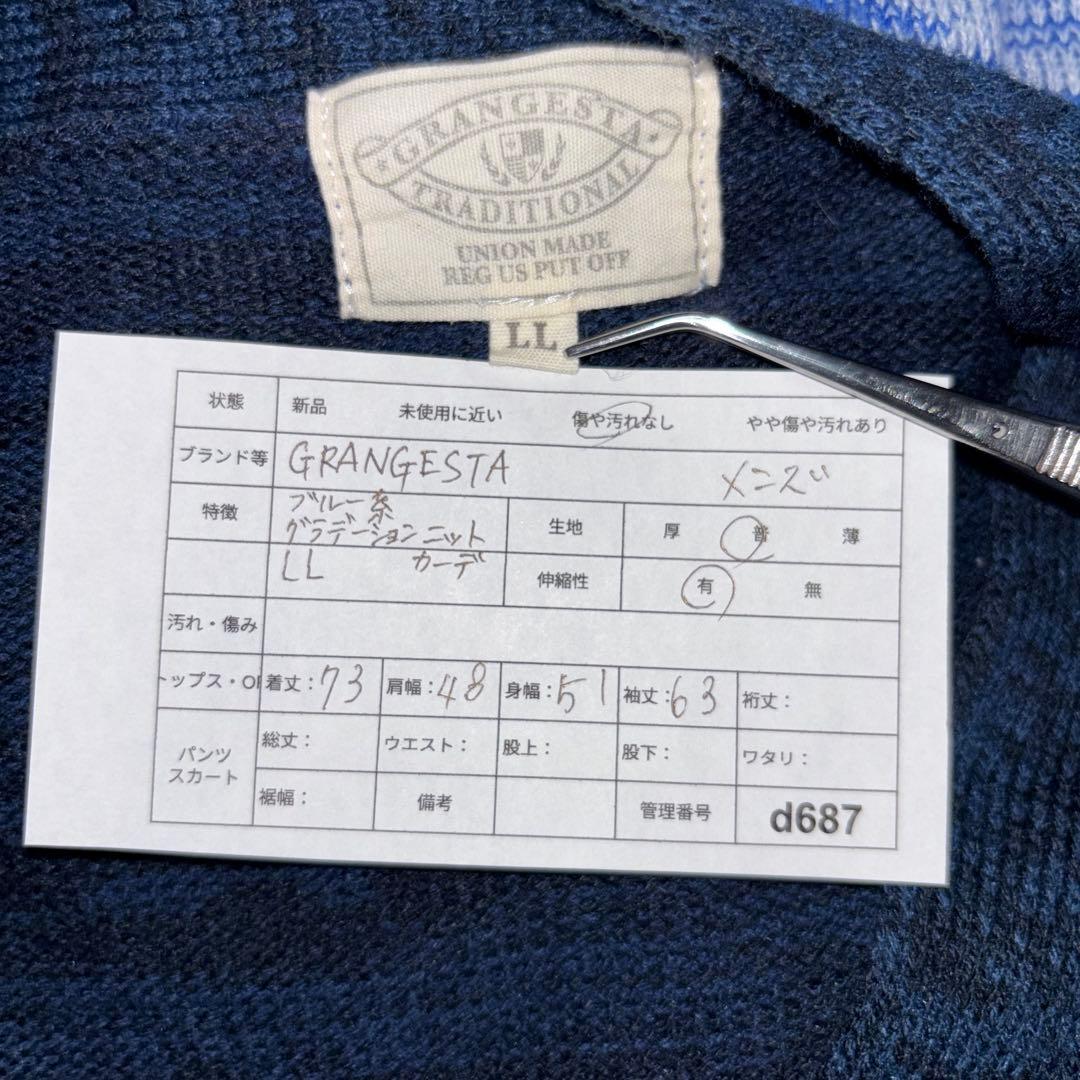 GRANGESTA
TRADITIONAL
UNION MADE
REG US PUT OFF
LL
状態 新品 未使用に近い 傷や汚れなし やや傷や汚れあり
ブランド等 GRANGESTA メンズ
特徴 ブルー系
グラデーションニット
生地 厚 普 薄
LL カーデ
伸縮性 有 無
汚れ・傷み
トップス・OP 着丈:73 肩幅:48 身幅:51 袖丈:63 裄丈:
パンツ
スカート
総丈: ウエスト: 股上: 股下: ワタリ:
裾幅: 備考 管理番号 d687